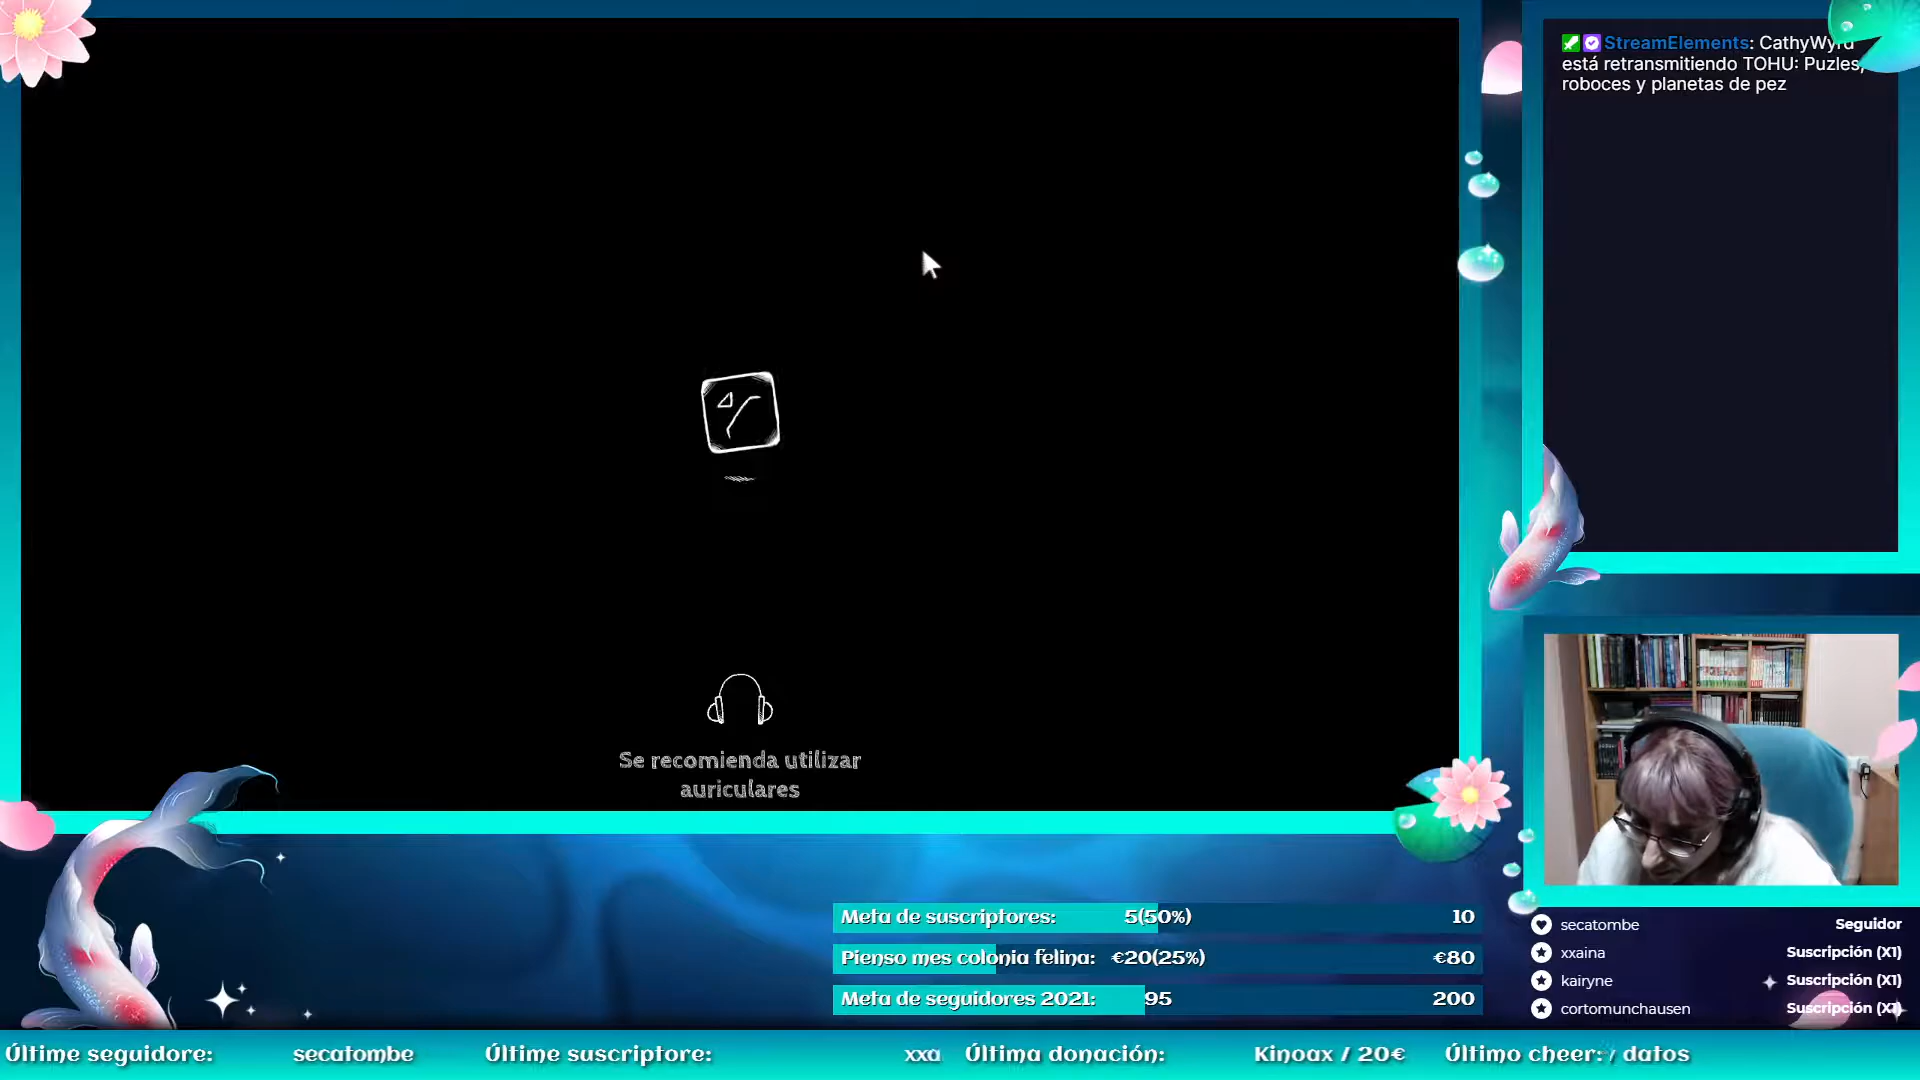 StreamElements: CathyWyrd
está retransmitiendo TOHU: Puzles,
roboces y planetas de pez
Se recomienda utilizar
auriculares
Meta de suscriptores: 5(50%) 10
Pienso mes colonia felina: €20(25%) €80
Meta de seguidores 2021: 95 200
secatombe Seguidor
xxaina Suscripción (X1)
kairyne Suscripción (X1)
cortomunchausen Suscripción (X1)
Últime seguidore: secatombe Últime suscriptore: xxa Última donación: Kinoax / 20€ Último cheer: / datos